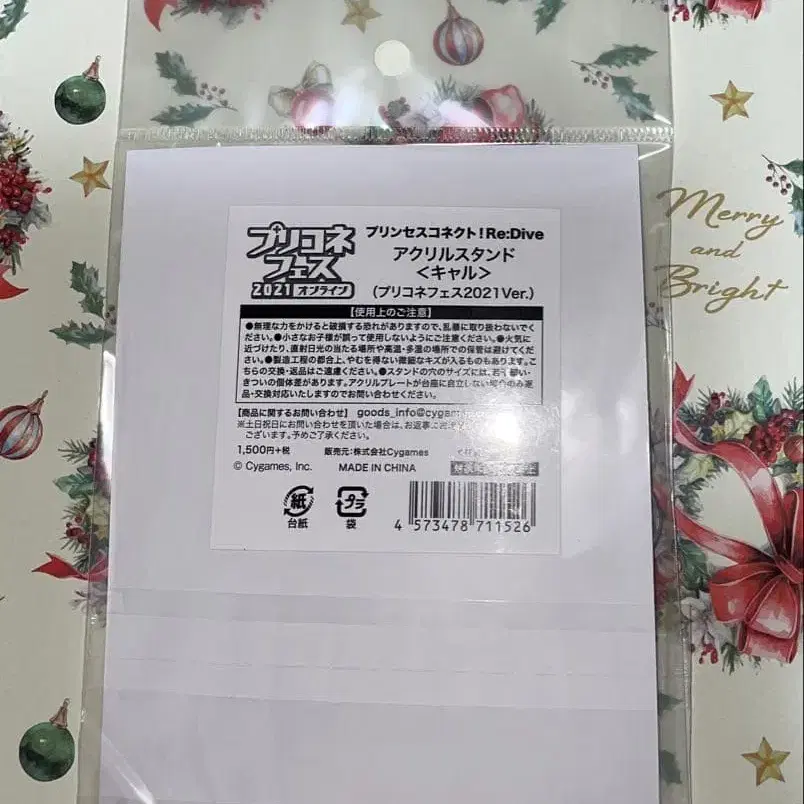 プリコネ
フェス
2021 オンライン
プリンセスコネクト！Re:Dive
アクリルスタンド
＜キャル＞
（プリコネフェス2021Ver.）
【使用上のご注意】
●無理な力をかけると破損する恐れがありますので、乱暴に取り扱わないでく
ださい。●小さなお子様が誤って使用しないようにご注意ください。●火気に
近づけたり、直射日光の当たる場所や高温・多湿の場所での保管は避けてくだ
さい。●製造工程の都合上、やむを得ない微細なキズが入るものもあります。こ
ちらの交換・返品はご遠慮ください。●スタンドの穴のサイズには、若干緩い・
きついの個体差があります。アクリルプレートが台座に自立しない場合のみ返
品・交換対応いたしますのでお問い合わせください。
【商品に関するお問い合わせ】 goods_info@cygam
※土日祝日にお問い合わせを頂いた場合は、お返事に
ございます。予めご了承ください。
1,500円+税 販売元：株式会社Cygames
© Cygames, Inc. MADE IN CHINA
紙 プラ
台紙 袋
4 573478 711526
Merry
and
Bright